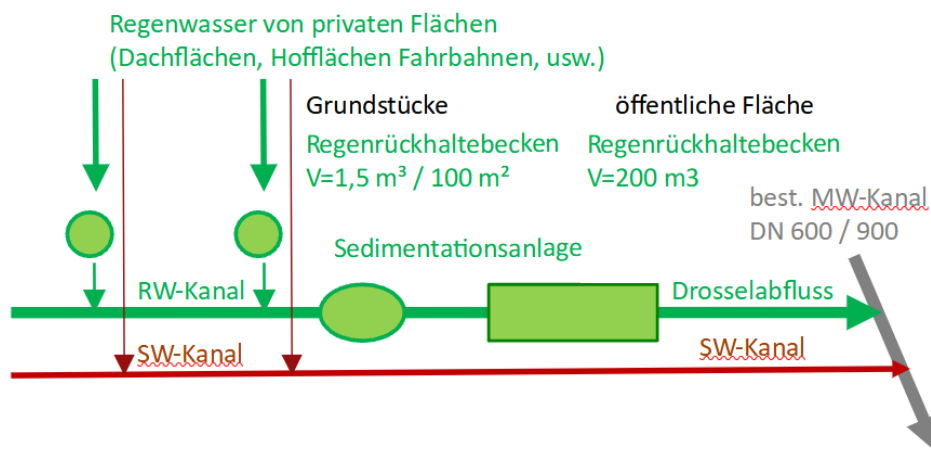 Regenwasser von privaten Flächen
(Dachflächen, Hofflächen Fahrbahnen, usw.)
Grundstücke
Regenrückhaltebecken
V=1,5 m³ / 100 m²
öffentliche Fläche
Regenrückhaltebecken
V=200 m3
best. MW-Kanal
DN 600 / 900
Sedimentationsanlage
RW-Kanal
Drosselabfluss
SW-Kanal
SW-Kanal